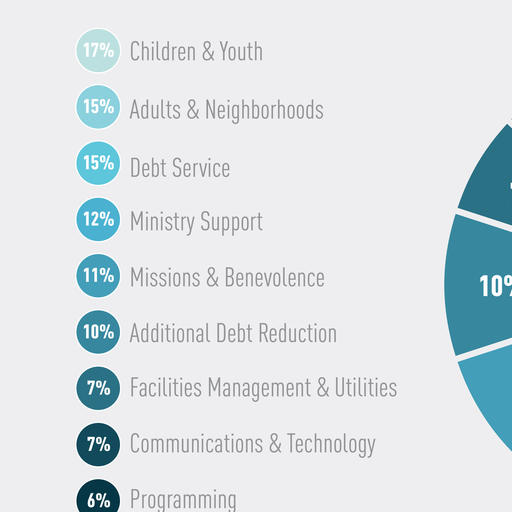 17% Children & Youth
15% Adults & Neighborhoods
15% Debt Service
12% Ministry Support
11% Missions & Benevolence
10% Additional Debt Reduction
10%
7% Facilities Management & Utilities
7% Communications & Technology
6% Programming